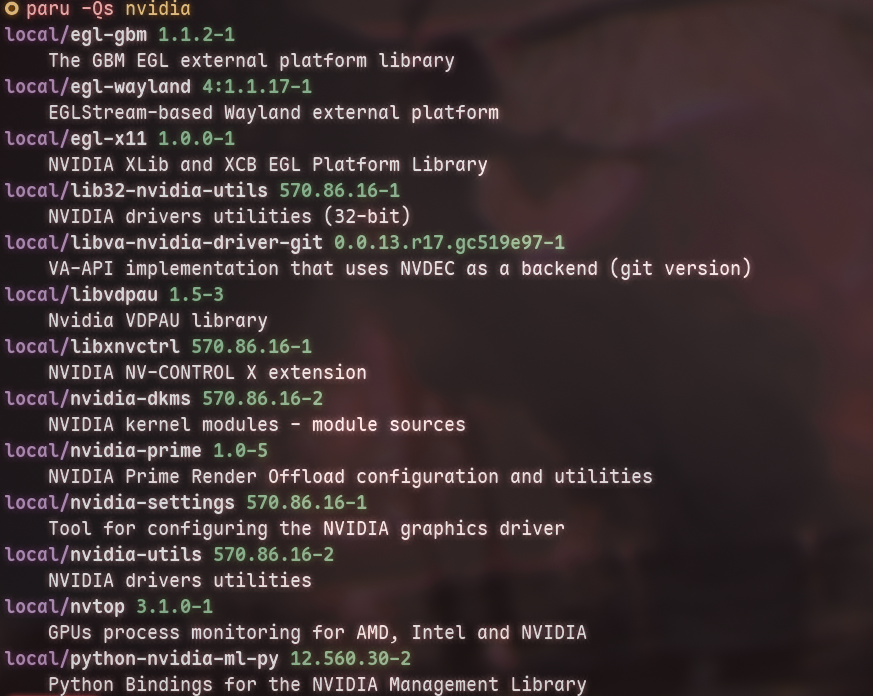 paru -Qs nvidia
local/egl-gbm 1.1.2-1
The GBM EGL external platform library
local/egl-wayland 4:1.1.17-1
EGLStream-based Wayland external platform
local/egl-x11 1.0.0-1
NVIDIA XLib and XCB EGL Platform Library
local/lib32-nvidia-utils 570.86.16-1
NVIDIA drivers utilities (32-bit)
local/libva-nvidia-driver-git 0.0.13.r17.gc519e97-1
VA-API implementation that uses NVDEC as a backend (git version)
local/libvdpau 1.5-3
Nvidia VDPAU library
local/libxnvctrl 570.86.16-1
NVIDIA NV-CONTROL X extension
local/nvidia-dkms 570.86.16-2
NVIDIA kernel modules - module sources
local/nvidia-prime 1.0-5
NVIDIA Prime Render Offload configuration and utilities
local/nvidia-settings 570.86.16-1
Tool for configuring the NVIDIA graphics driver
local/nvidia-utils 570.86.16-2
NVIDIA drivers utilities
local/nvtop 3.1.0-1
GPUs process monitoring for AMD, Intel and NVIDIA
local/python-nvidia-ml-py 12.560.30-2
Python Bindings for the NVIDIA Management Library